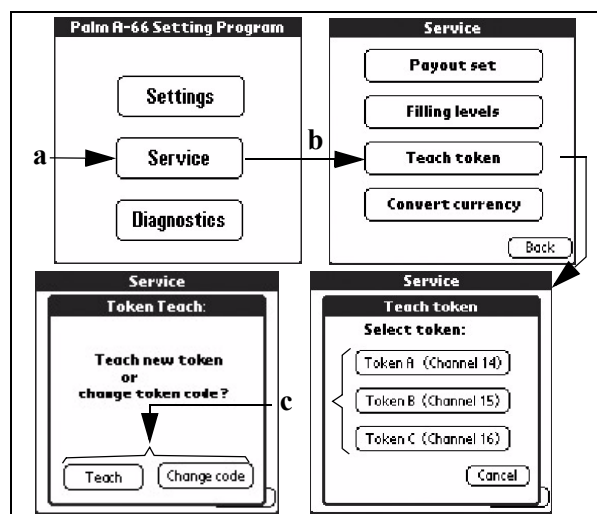 Palm A-66 Setting Program
Settings
a
Service
Diagnostics
Service
Payout set
Filling levels
b
Teach token
Convert currency
Back
Service
Token Teach:
Teach new token
or
change token code?
c
Teach
Change code
Service
Teach token
Select token:
Token A (Channel 14)
Token B (Channel 15)
Token C (Channel 16)
Cancel